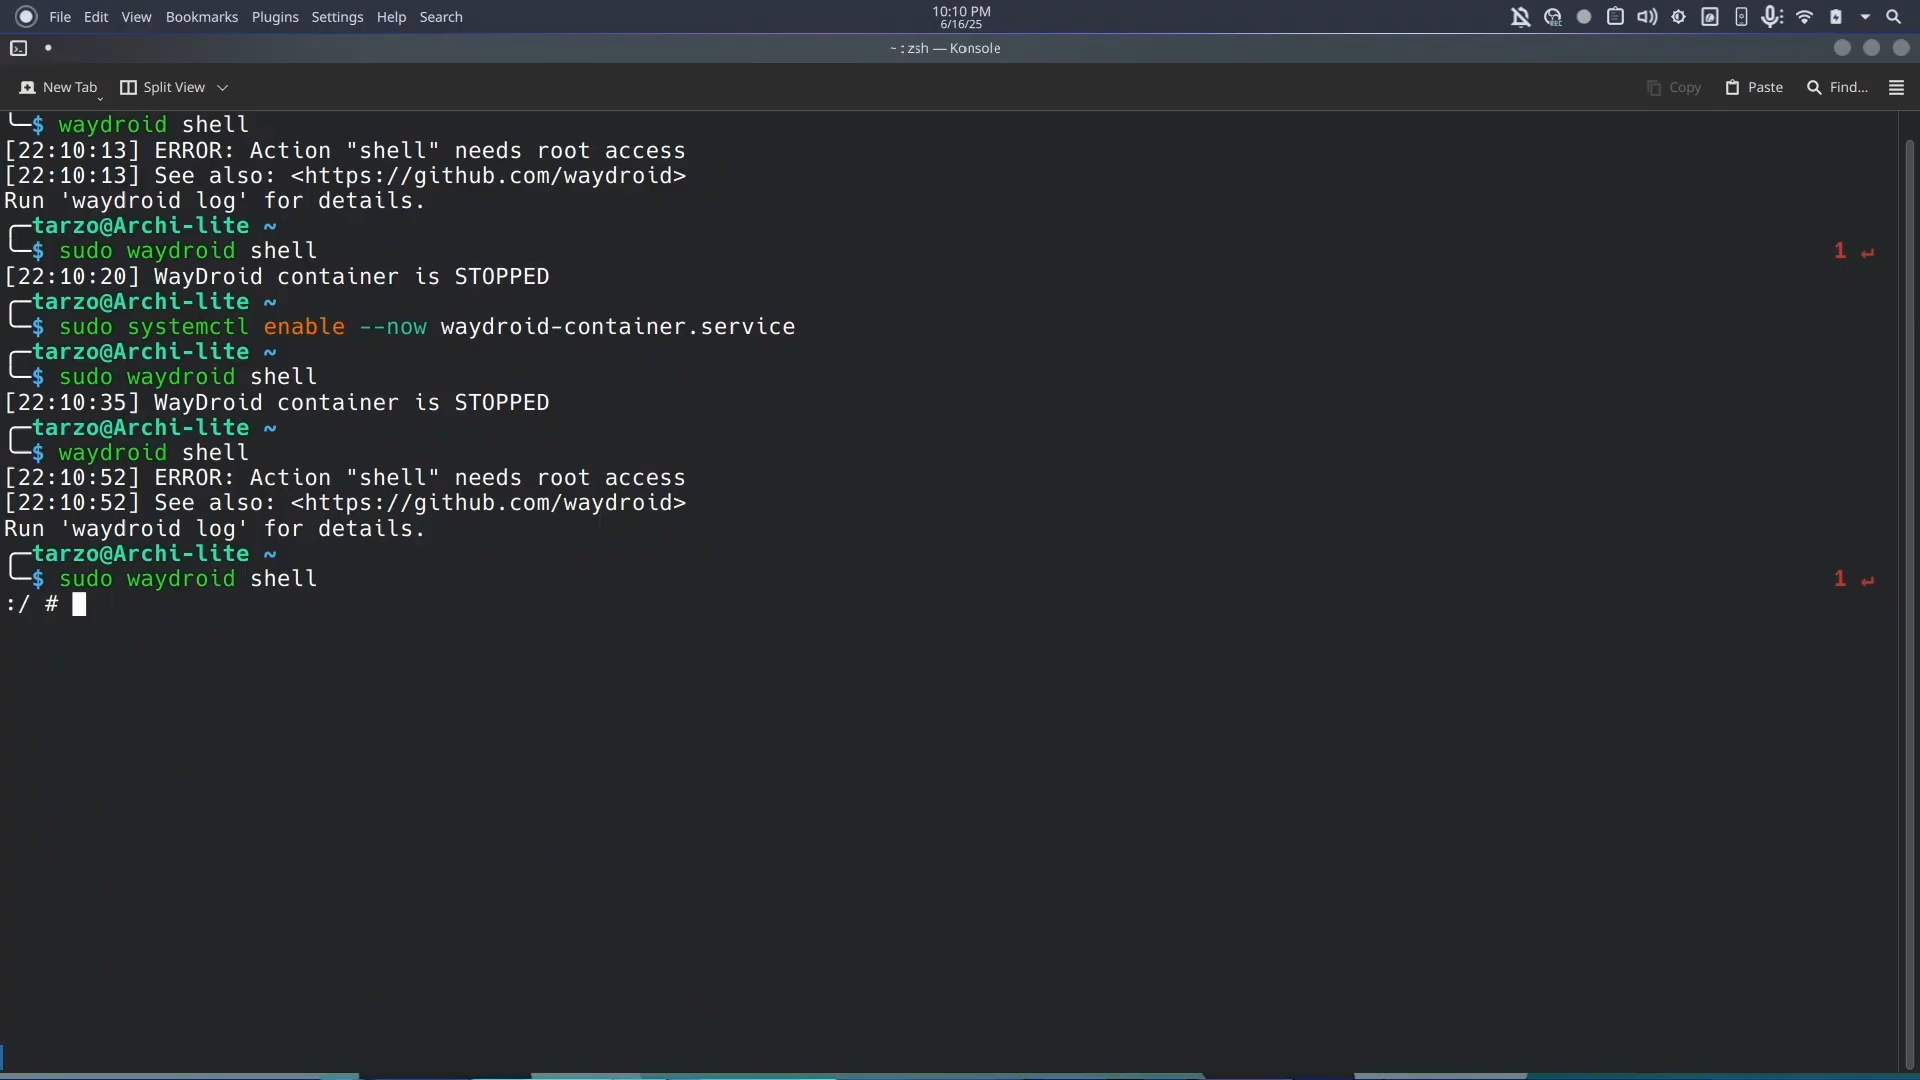 File Edit View Bookmarks Plugins Settings Help Search
10:10 PM
6/16/25
~ : zsh — Konsole
New Tab Split View Copy Paste Find...
$ waydroid shell
[22:10:13] ERROR: Action "shell" needs root access
[22:10:13] See also: <https://github.com/waydroid>
Run 'waydroid log' for details.
tarzo@Archi-lite ~
$ sudo waydroid shell 1 ↵
[22:10:20] WayDroid container is STOPPED
tarzo@Archi-lite ~
$ sudo systemctl enable --now waydroid-container.service
tarzo@Archi-lite ~
$ sudo waydroid shell
[22:10:35] WayDroid container is STOPPED
tarzo@Archi-lite ~
$ waydroid shell
[22:10:52] ERROR: Action "shell" needs root access
[22:10:52] See also: <https://github.com/waydroid>
Run 'waydroid log' for details.
tarzo@Archi-lite ~
$ sudo waydroid shell 1 ↵
:/ #